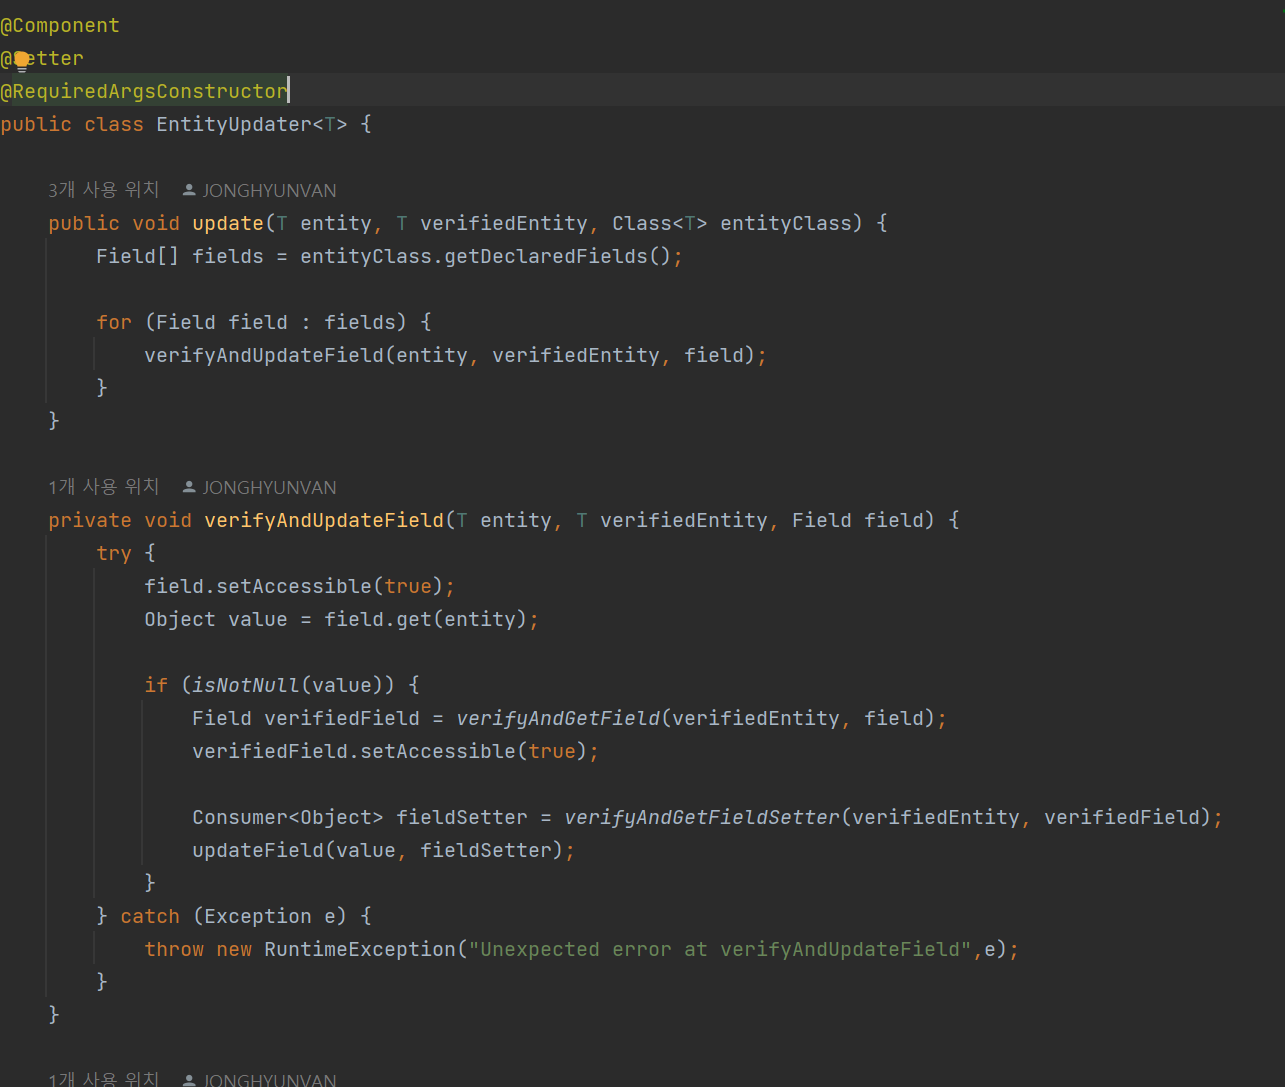 @Component
@Setter
@RequiredArgsConstructor
public class EntityUpdater<T> {
3개 사용 위치 JONGHYUNVAN
public void update(T entity, T verifiedEntity, Class<T> entityClass) {
Field[] fields = entityClass.getDeclaredFields();
for (Field field : fields) {
verifyAndUpdateField(entity, verifiedEntity, field);
}
}
1개 사용 위치 JONGHYUNVAN
private void verifyAndUpdateField(T entity, T verifiedEntity, Field field) {
try {
field.setAccessible(true);
Object value = field.get(entity);
if (isNotNull(value)) {
Field verifiedField = verifyAndGetField(verifiedEntity, field);
verifiedField.setAccessible(true);
Consumer<Object> fieldSetter = verifyAndGetFieldSetter(verifiedEntity, verifiedField);
updateField(value, fieldSetter);
}
} catch (Exception e) {
throw new RuntimeException("Unexpected error at verifyAndUpdateField",e);
}
}
1개 사용 위치 JONGHYUNVAN